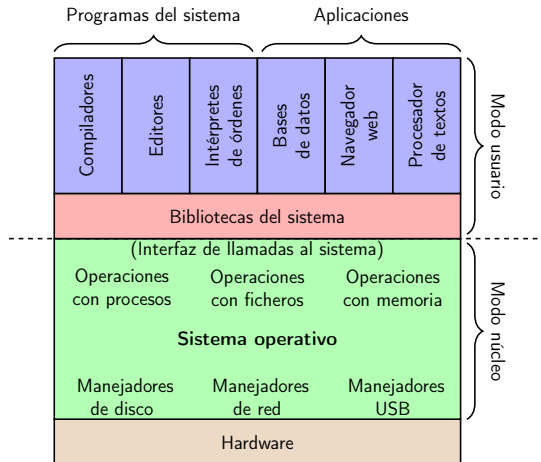 Programas del sistema
Aplicaciones
Compiladores
Editores
Intérpretes
de órdenes
Bases
de datos
Navegador
web
Procesador
de textos
Modo usuario
Bibliotecas del sistema
(Interfaz de llamadas al sistema)
Operaciones
con procesos
Operaciones
con ficheros
Operaciones
con memoria
Modo núcleo
Sistema operativo
Manejadores
de disco
Manejadores
de red
Manejadores
USB
Hardware